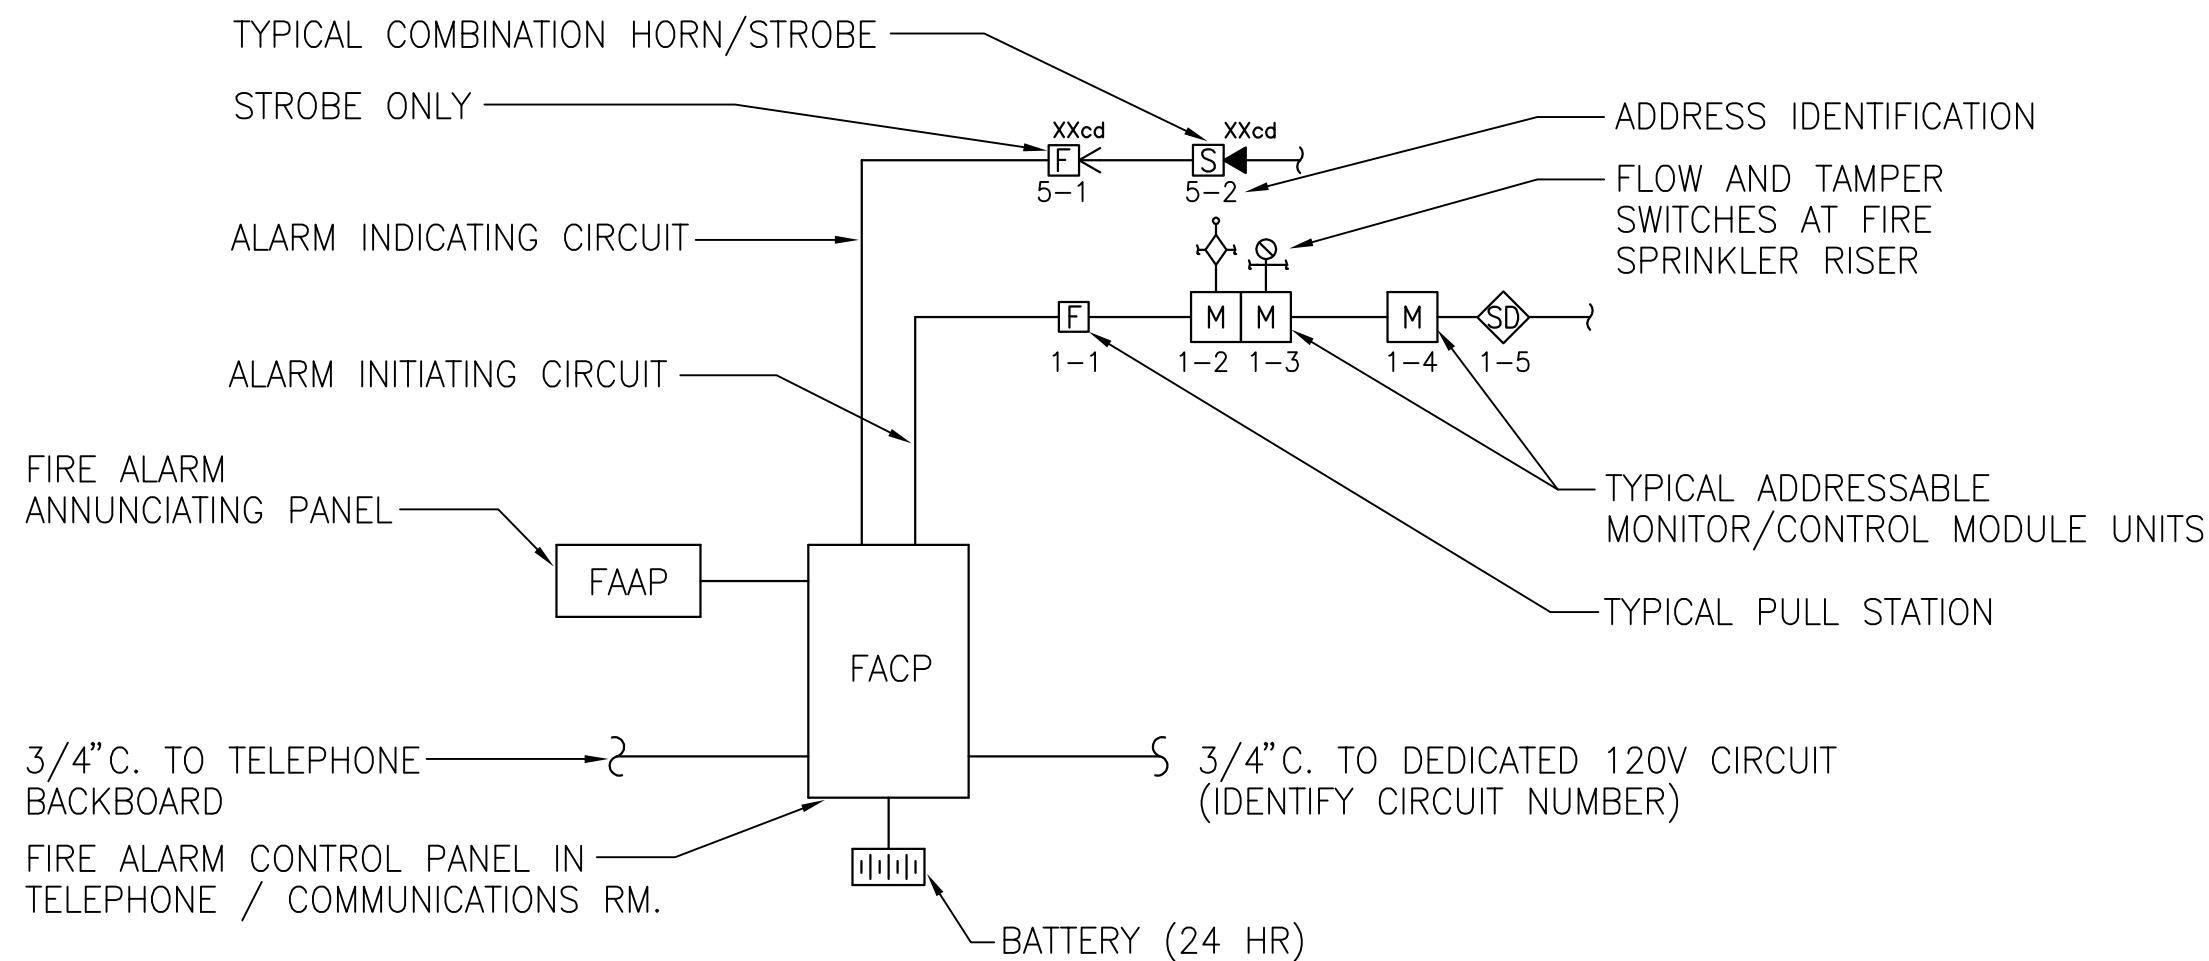 TYPICAL COMBINATION HORN/STROBE
STROBE ONLY
XXcd
XXcd
ADDRESS IDENTIFICATION
F
S
5-1
5-2
FLOW AND TAMPER
SWITCHES AT FIRE
SPRINKLER RISER
ALARM INDICATING CIRCUIT
F
M
M
M
SD
1-1
1-2
1-3
1-4
1-5
ALARM INITIATING CIRCUIT
FIRE ALARM
ANNUNCIATING PANEL
TYPICAL ADDRESSABLE
MONITOR/CONTROL MODULE UNITS
FAAP
TYPICAL PULL STATION
FACP
3/4"C. TO TELEPHONE
BACKBOARD
3/4"C. TO DEDICATED 120V CIRCUIT
(IDENTIFY CIRCUIT NUMBER)
FIRE ALARM CONTROL PANEL IN
TELEPHONE / COMMUNICATIONS RM.
BATTERY (24 HR)